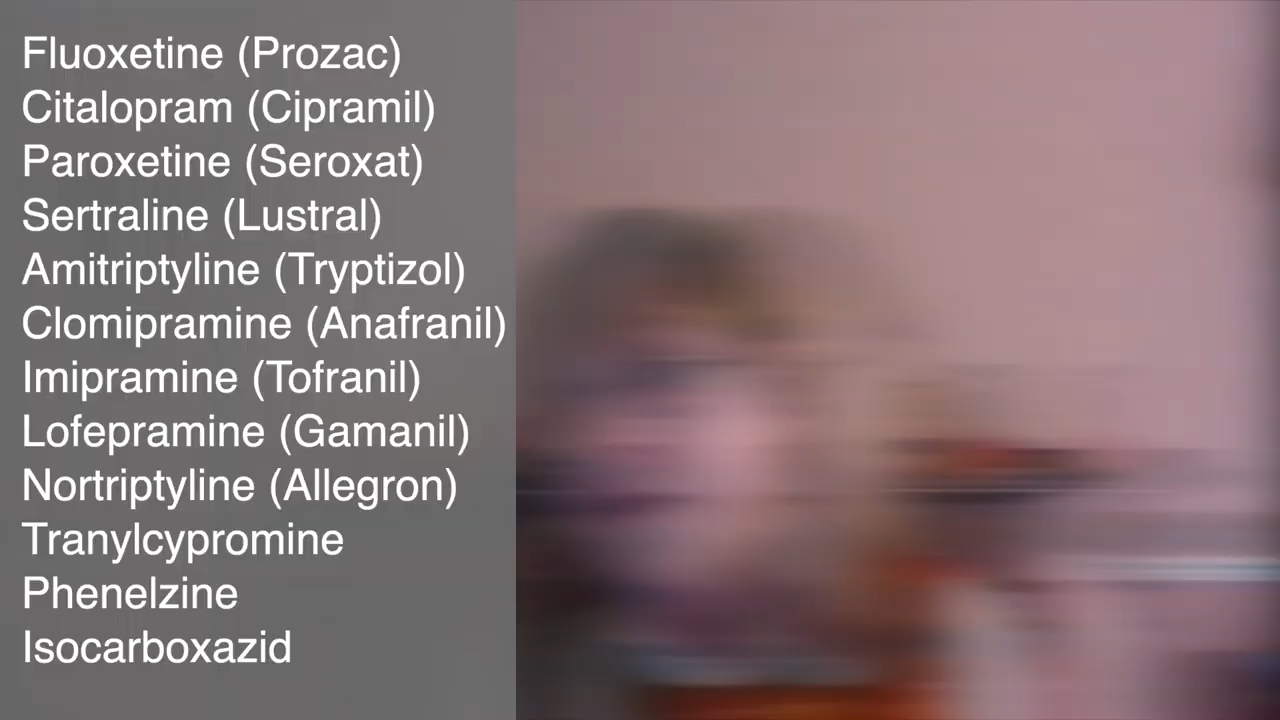 Fluoxetine (Prozac)
Citalopram (Cipramil)
Paroxetine (Seroxat)
Sertraline (Lustral)
Amitriptyline (Tryptizol)
Clomipramine (Anafranil)
Imipramine (Tofranil)
Lofepramine (Gamanil)
Nortriptyline (Allegron)
Tranylcypromine
Phenelzine
Isocarboxazid